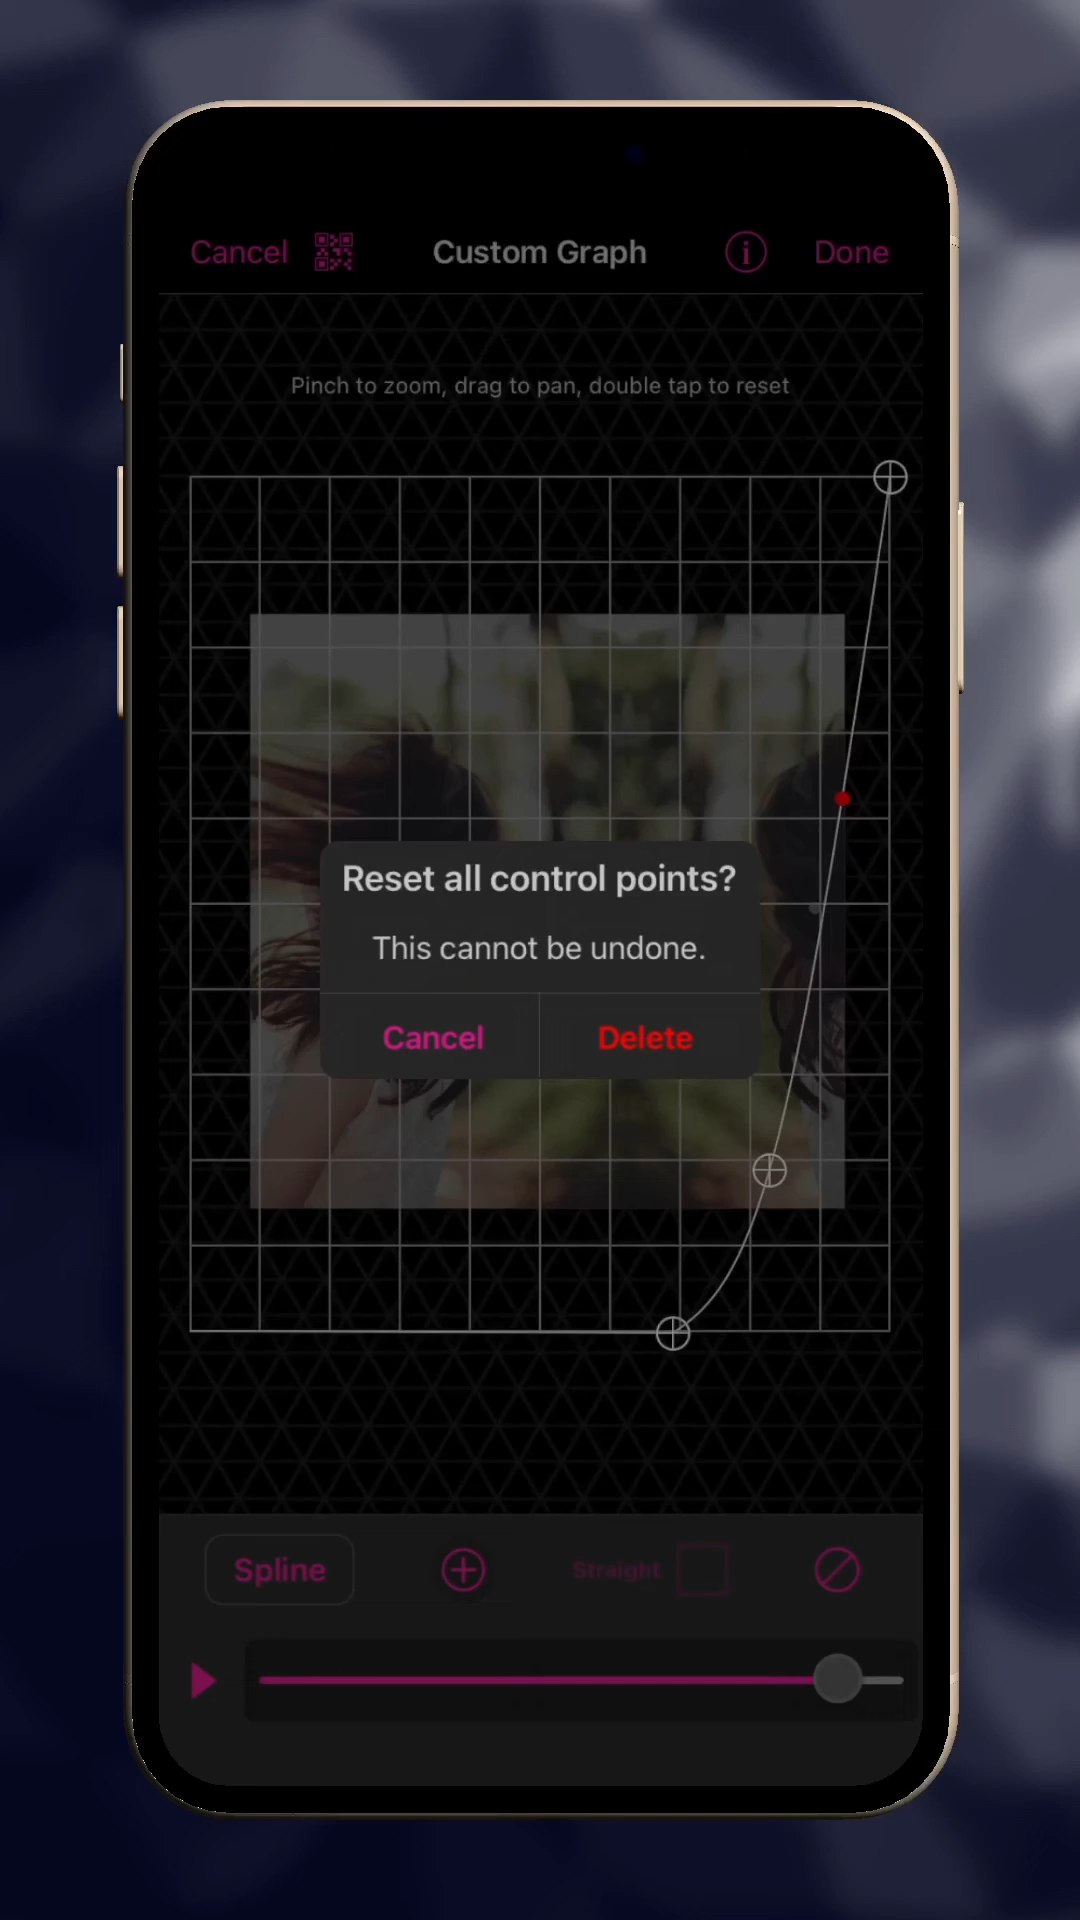 Cancel Custom Graph Done
Pinch to zoom, drag to pan, double tap to reset
Reset all control points?
This cannot be undone.
Cancel Delete
Spline Straight